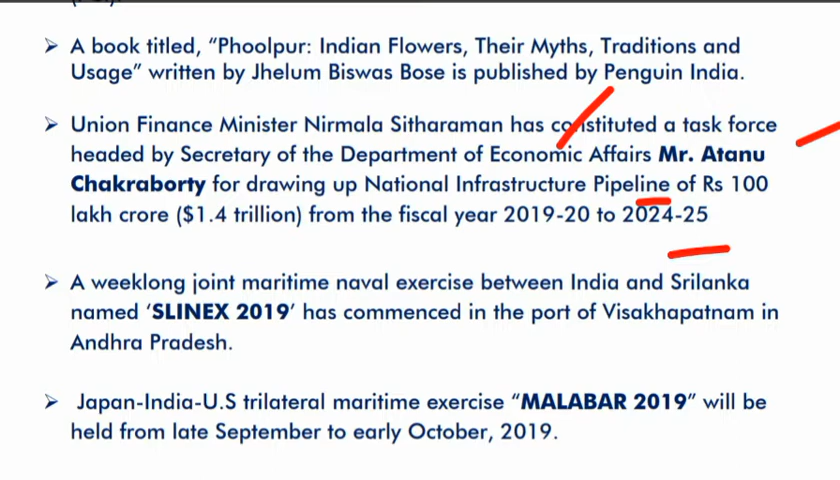 ➤ A book titled, “Phoolpur: Indian Flowers, Their Myths, Traditions and
Usage” written by Jhelum Biswas Bose is published by Penguin India.
➤ Union Finance Minister Nirmala Sitharaman has constituted a task force
headed by Secretary of the Department of Economic Affairs Mr. Atanu
Chakraborty for drawing up National Infrastructure Pipeline of Rs 100
lakh crore ($1.4 trillion) from the fiscal year 2019-20 to 2024-25
➤ A weeklong joint maritime naval exercise between India and Srilanka
named ‘SLINEX 2019’ has commenced in the port of Visakhapatnam in
Andhra Pradesh.
➤ Japan-India-U.S trilateral maritime exercise “MALABAR 2019” will be
held from late September to early October, 2019.